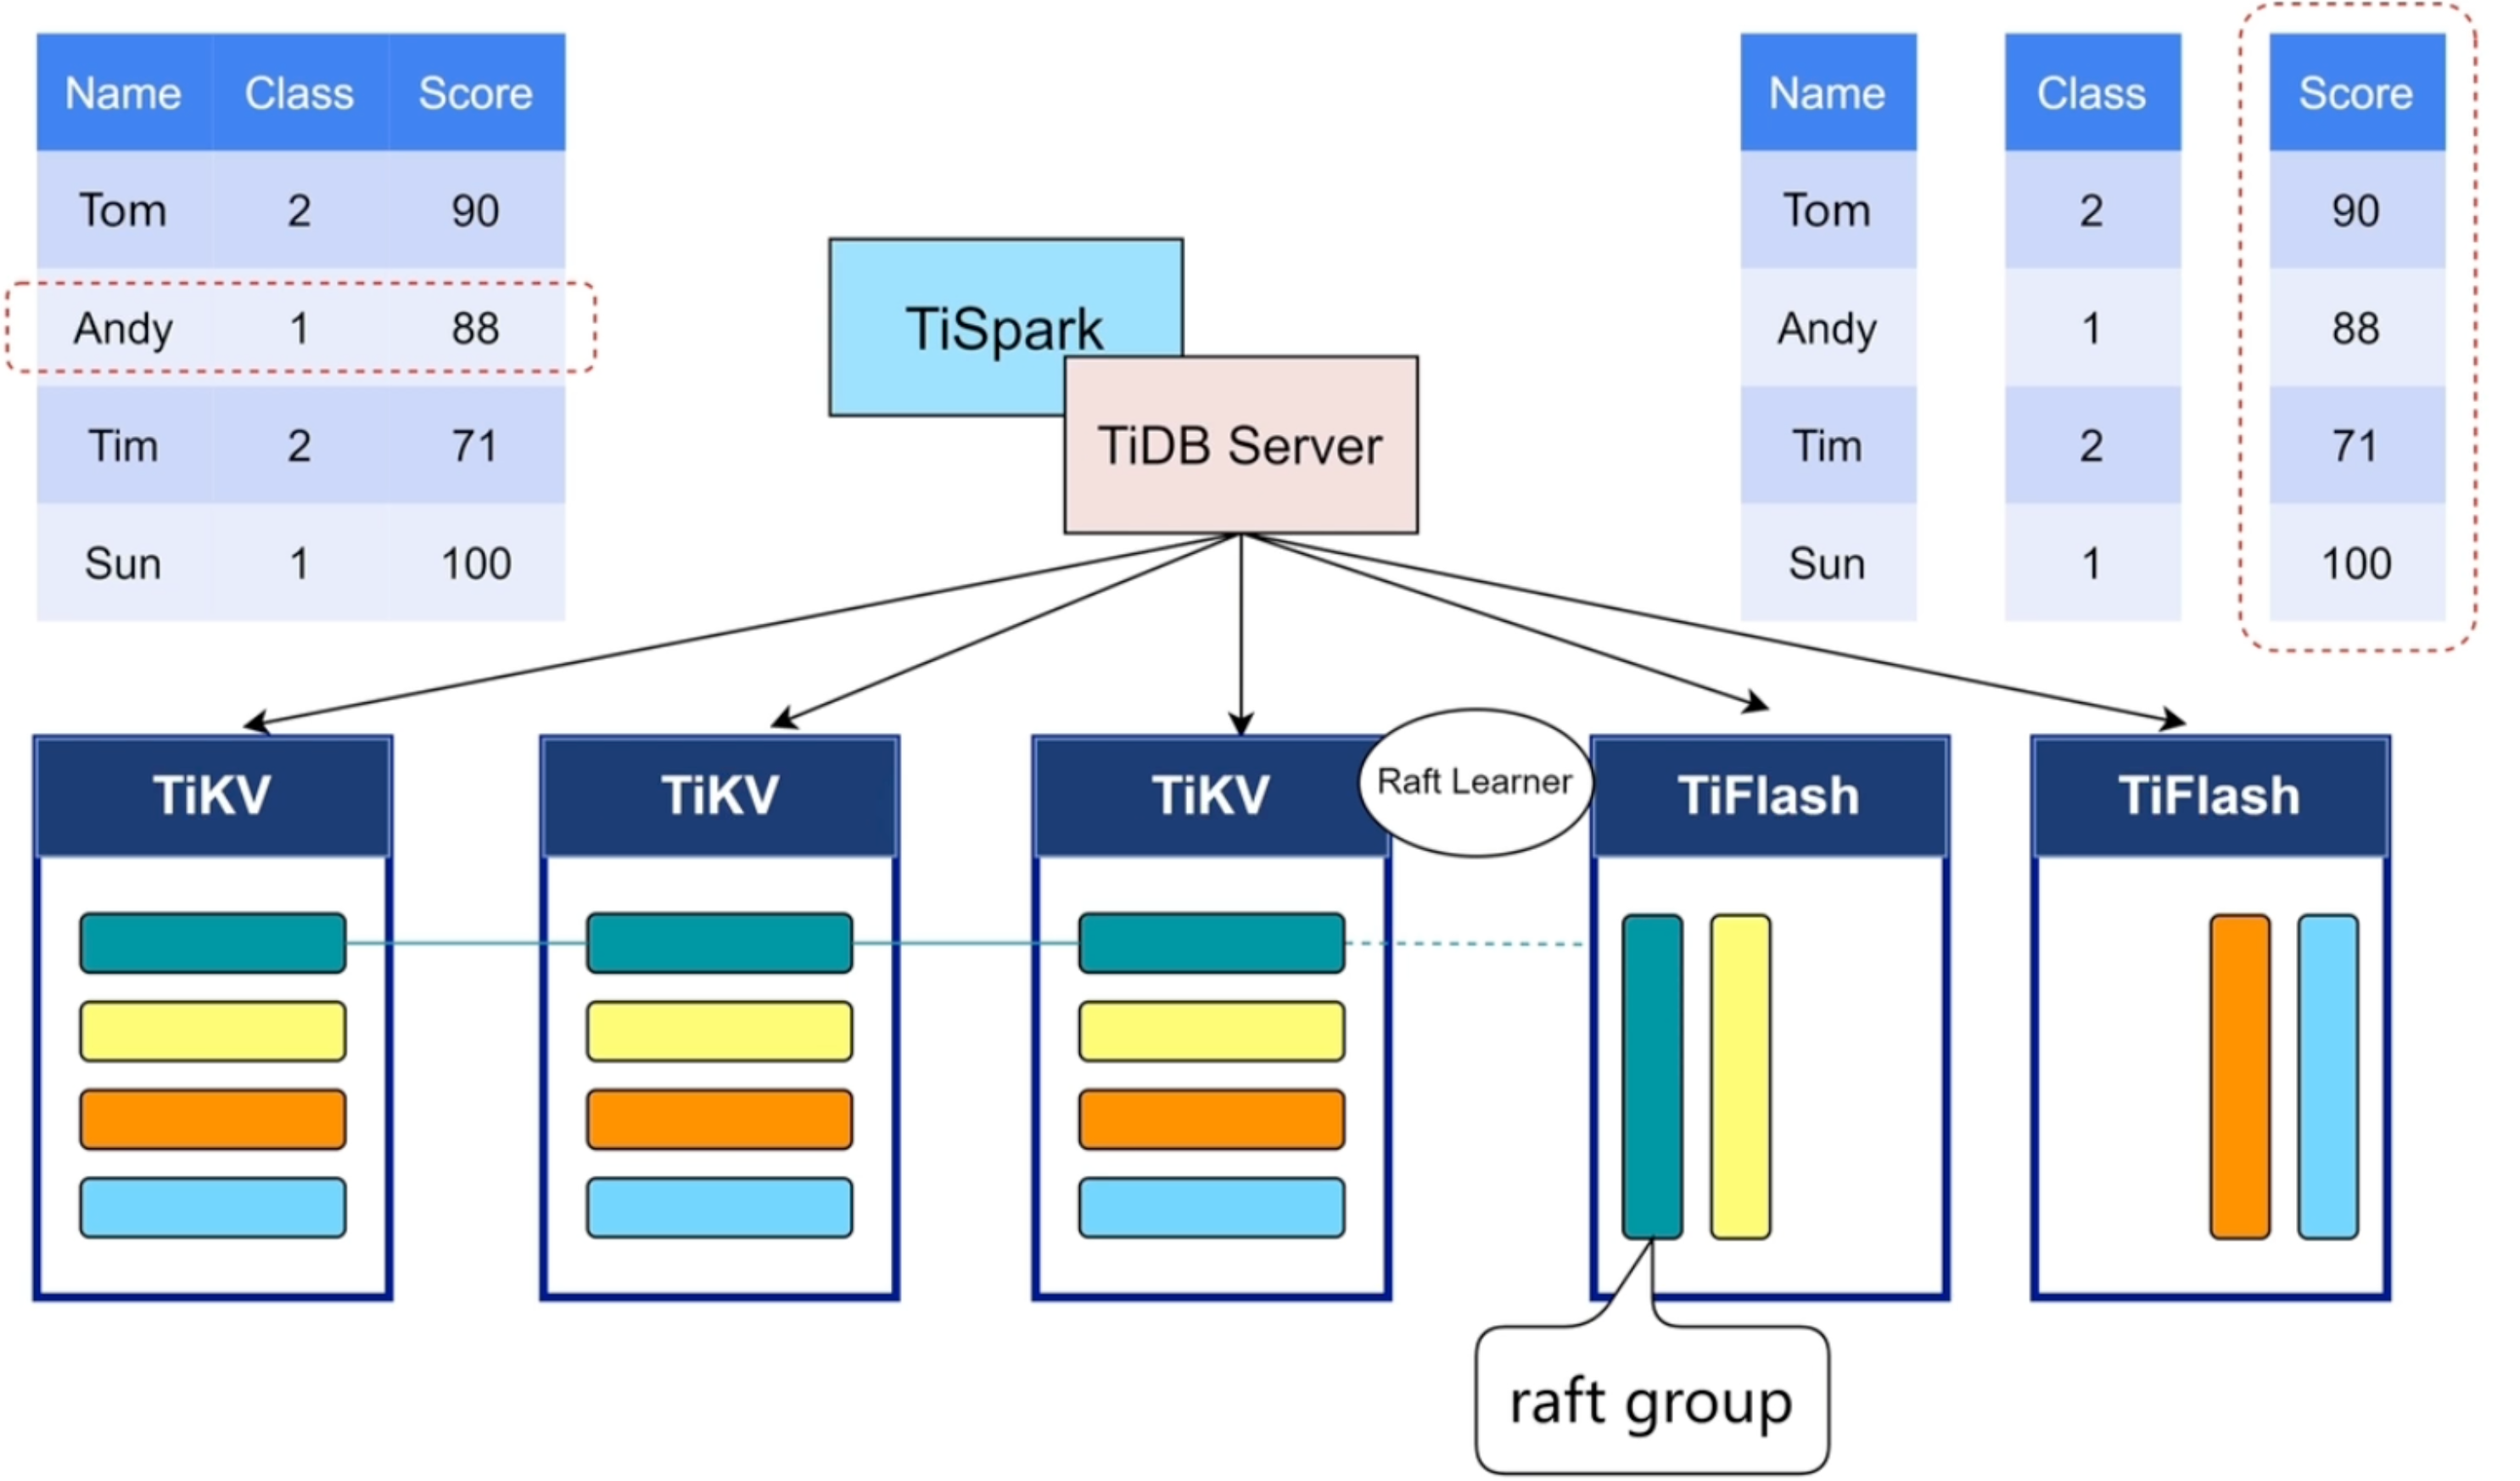 Name Class Score
Tom 2 90
Andy 1 88
Tim 2 71
Sun 1 100
TiSpark
TiDB Server
Name Class Score
Tom 2 90
Andy 1 88
Tim 2 71
Sun 1 100
TiKV
TiKV
TiKV
Raft Learner
TiFlash
TiFlash
raft group